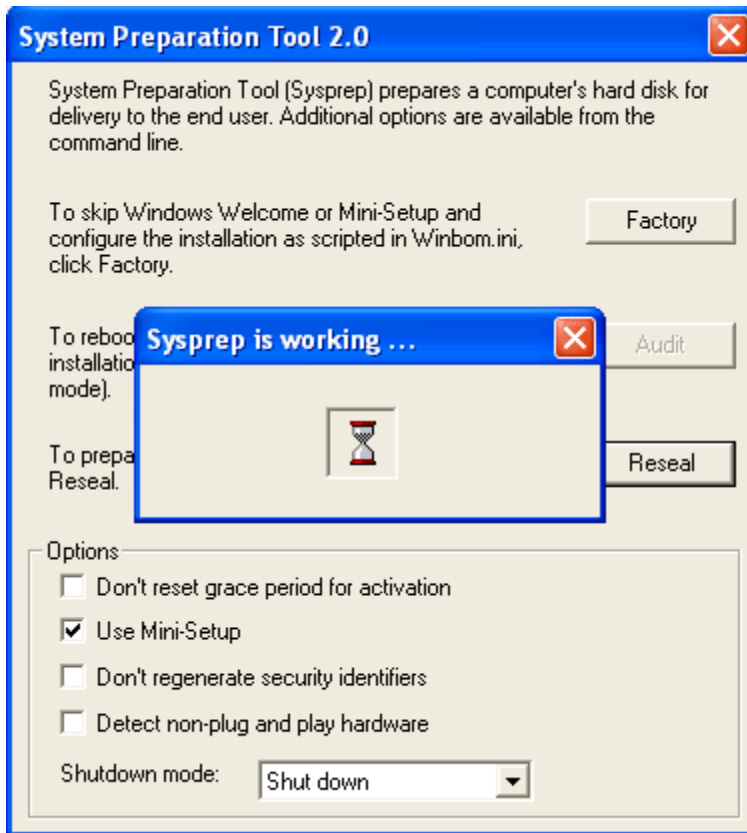 System Preparation Tool 2.0
System Preparation Tool (Sysprep) prepares a computer's hard disk for
delivery to the end user. Additional options are available from the
command line.
To skip Windows Welcome or Mini-Setup and
configure the installation as scripted in Winbom.ini,
click Factory.
Factory
To reboo
installatio
mode).
Audit
Sysprep is working ...
To prepa
Reseal.
Reseal
Options
Don't reset grace period for activation
Use Mini-Setup
Don't regenerate security identifiers
Detect non-plug and play hardware
Shutdown mode:
Shut down